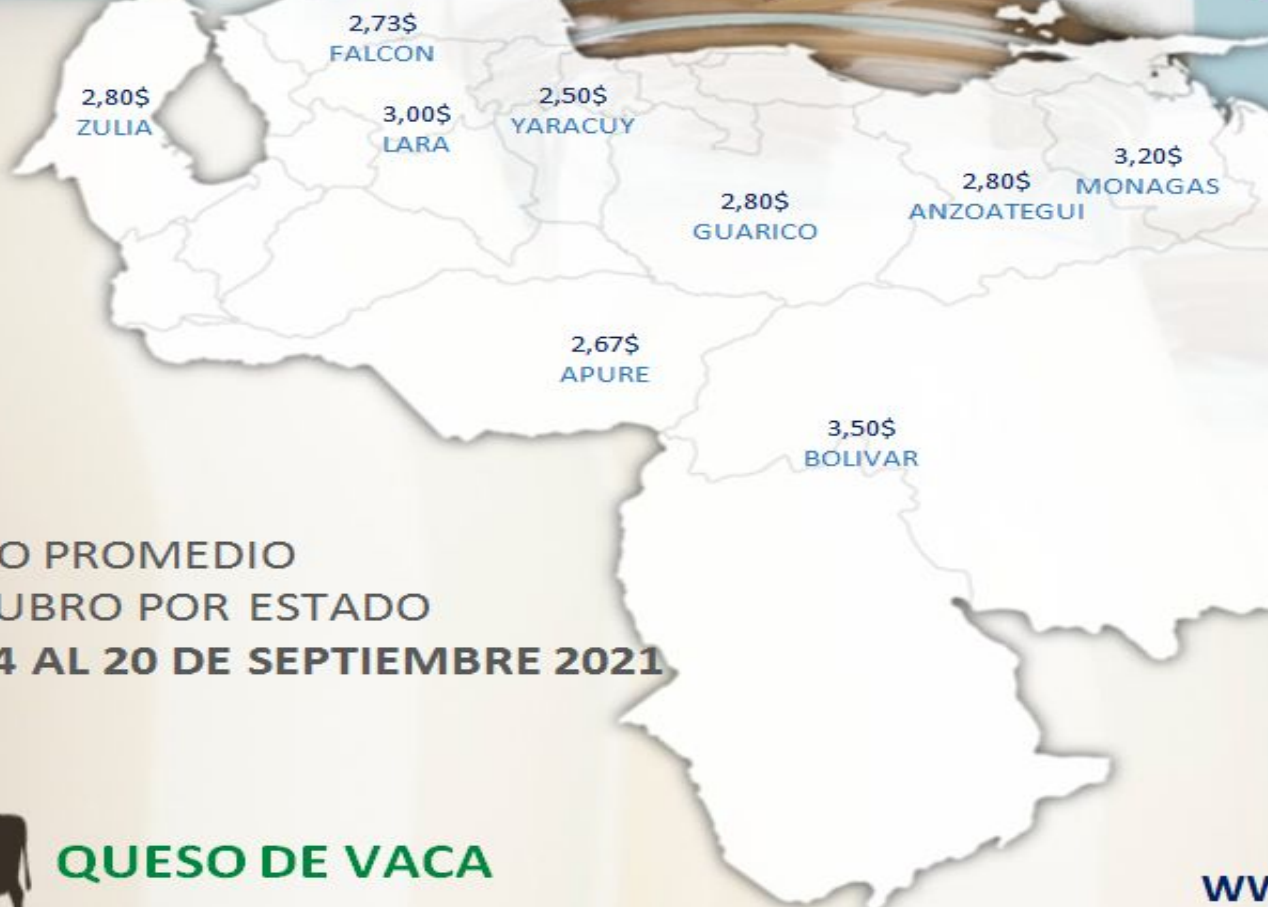 2,73$
FALCON
2,80$
ZULIA
3,00$
LARA
2,50$
YARACUY
2,80$
GUARICO
2,80$
ANZOATEGUI
3,20$
MONAGAS
2,67$
APURE
3,50$
BOLIVAR
O PROMEDIO
UBRO POR ESTADO
4 AL 20 DE SEPTIEMBRE 2021
QUESO DE VACA